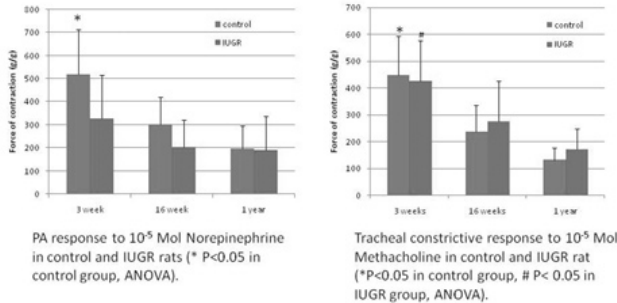 800
700
600
500
400
300
200
100
0
Force of contraction (g/g)
*
control
IUGR
3 week
16 week
1 year
PA response to 10⁻⁵ Mol Norepinephrine
in control and IUGR rats (* P<0.05 in
control group, ANOVA).
700
600
500
400
300
200
100
0
Force of contraction (g/g)
*
#
control
IUGR
3 weeks
16 weeks
1 year
Tracheal constrictive response to 10⁻⁵ Mol
Methacholine in control and IUGR rat
(*P<0.05 in control group, # P< 0.05 in
IUGR group, ANOVA).